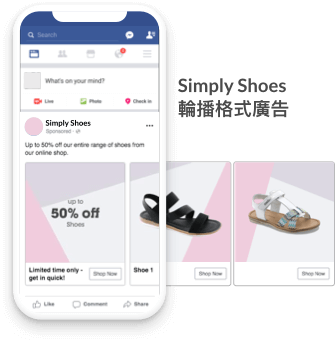 Search
What's on your mind?
Live
Photo
Check in
Simply Shoes
Sponsored
Up to 50% off our entire range of shoes from
our online shop.
up to
50% off
Shoes
Limited time only -
get in quick!
Shop Now
Shoe 1
Shop Now
Shop Now
Like
Comment
Share
Simply Shoes
輪播格式廣告